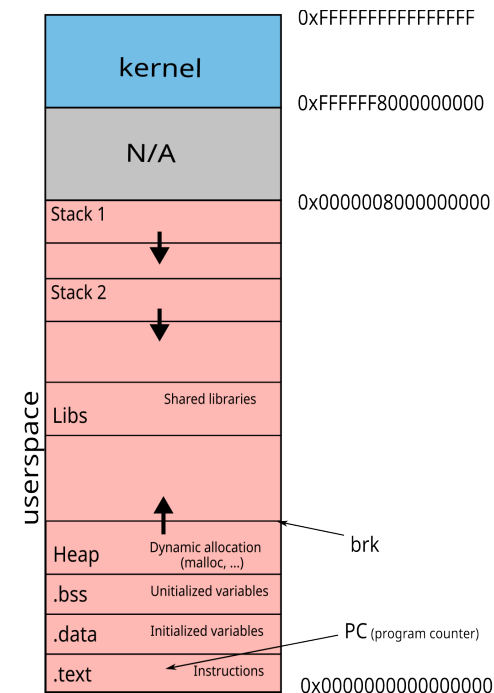 0xFFFFFFFFFFFFFFFF
kernel
0xFFFFFF8000000000
N/A
0x0000008000000000
Stack 1
Stack 2
userspace
Shared libraries
Libs
brk
Heap
Dynamic allocation
(malloc, ...)
.bss
Unitialized variables
.data
Initialized variables
PC (program counter)
.text
Instructions
0x0000000000000000